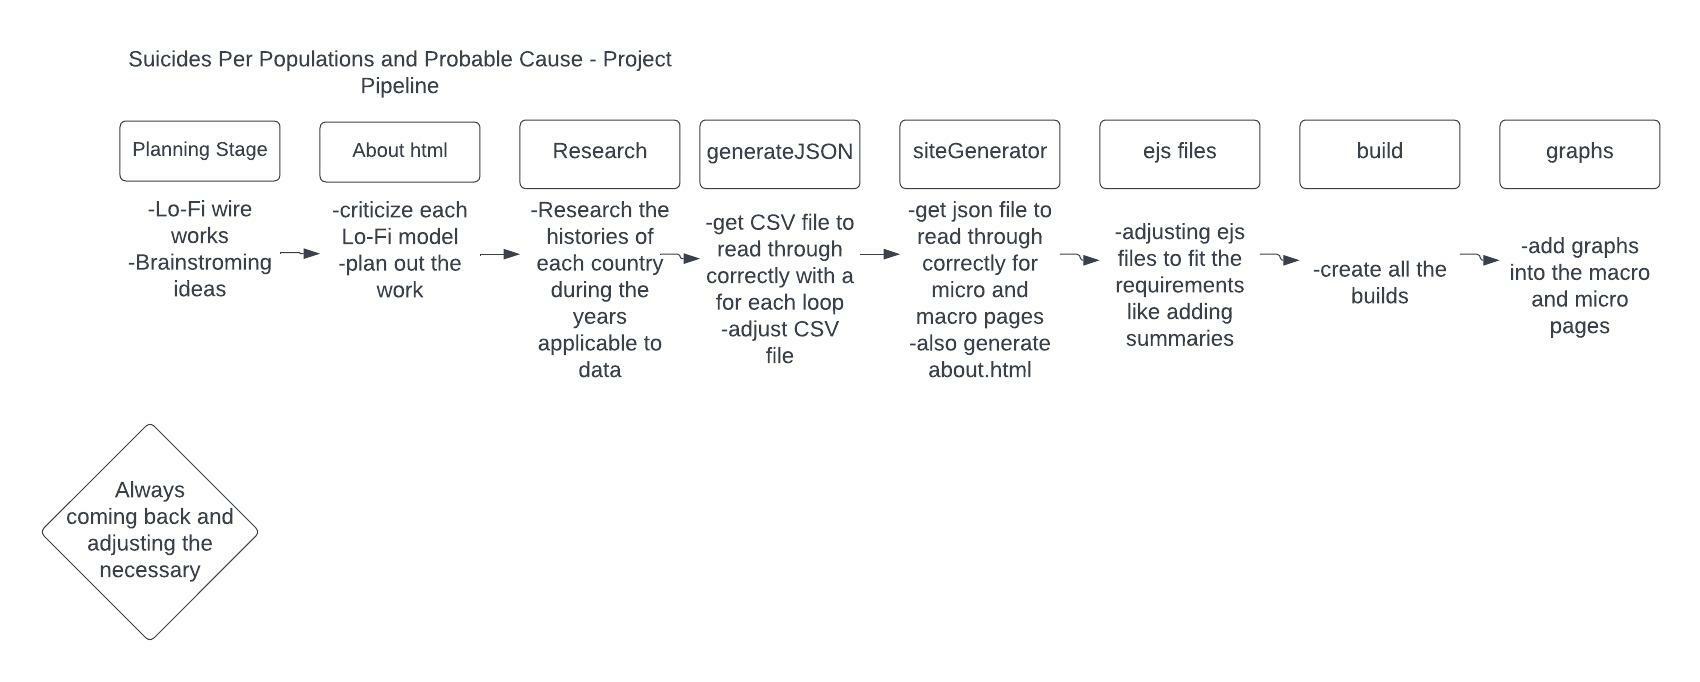 Suicides Per Populations and Probable Cause - Project
Pipeline
Planning Stage
-Lo-Fi wire
works
-Brainstroming
ideas
About html
-criticize each
Lo-Fi model
-plan out the
work
Research
-Research the
histories of
each country
during the
years
applicable to
data
generateJSON
-get CSV file to
read through
correctly with a
for each loop
-adjust CSV
file
siteGenerator
-get json file to
read through
correctly for
micro and
macro pages
-also generate
about.html
ejs files
-adjusting ejs
files to fit the
requirements
like adding
summaries
build
-create all the
builds
graphs
-add graphs
into the macro
and micro
pages
Always
coming back and
adjusting the
necessary